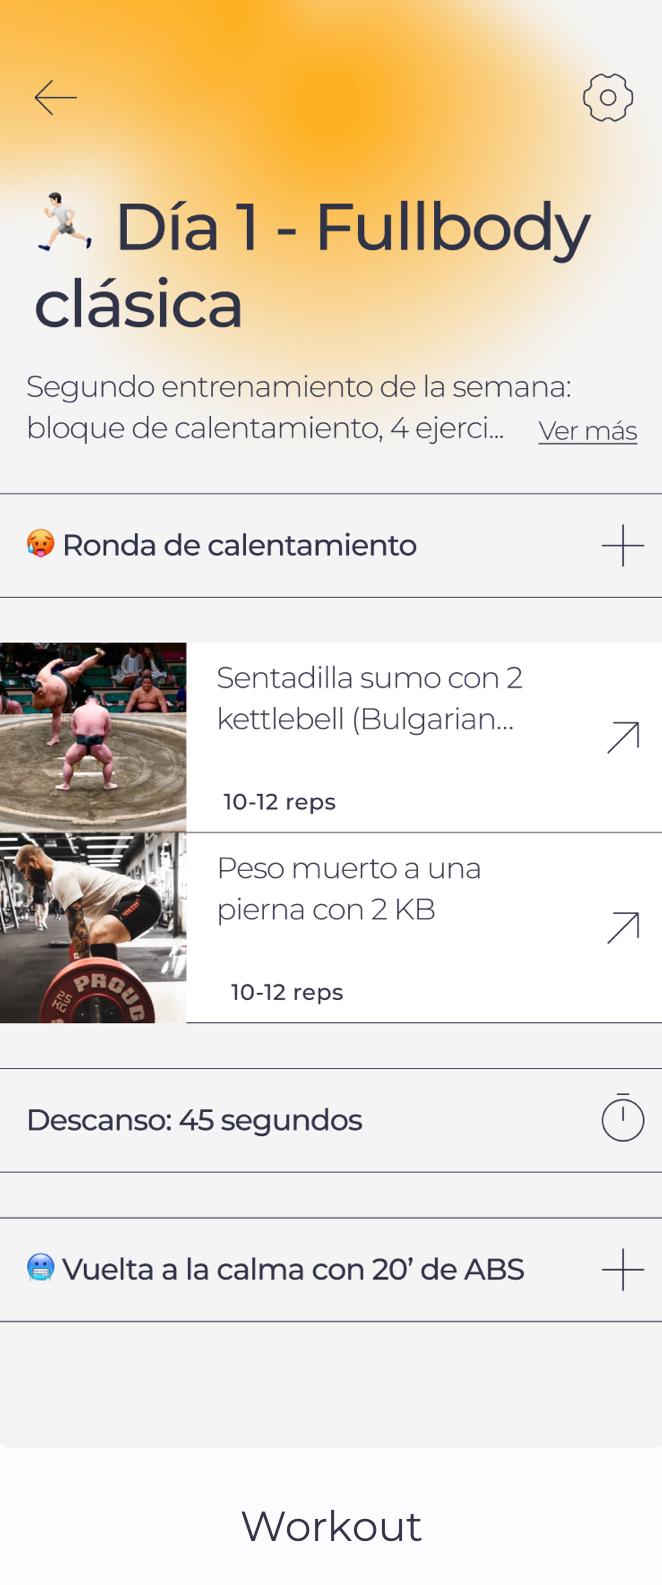 Día 1 - Fullbody
clásica
Segundo entrenamiento de la semana:
bloque de calentamiento, 4 ejerci... Ver más
Ronda de calentamiento
Sentadilla sumo con 2
kettlebell (Bulgarian...
10-12 reps
Peso muerto a una
pierna con 2 KB
10-12 reps
PROUD
25
KG
Descanso: 45 segundos
Vuelta a la calma con 20’ de ABS
Workout